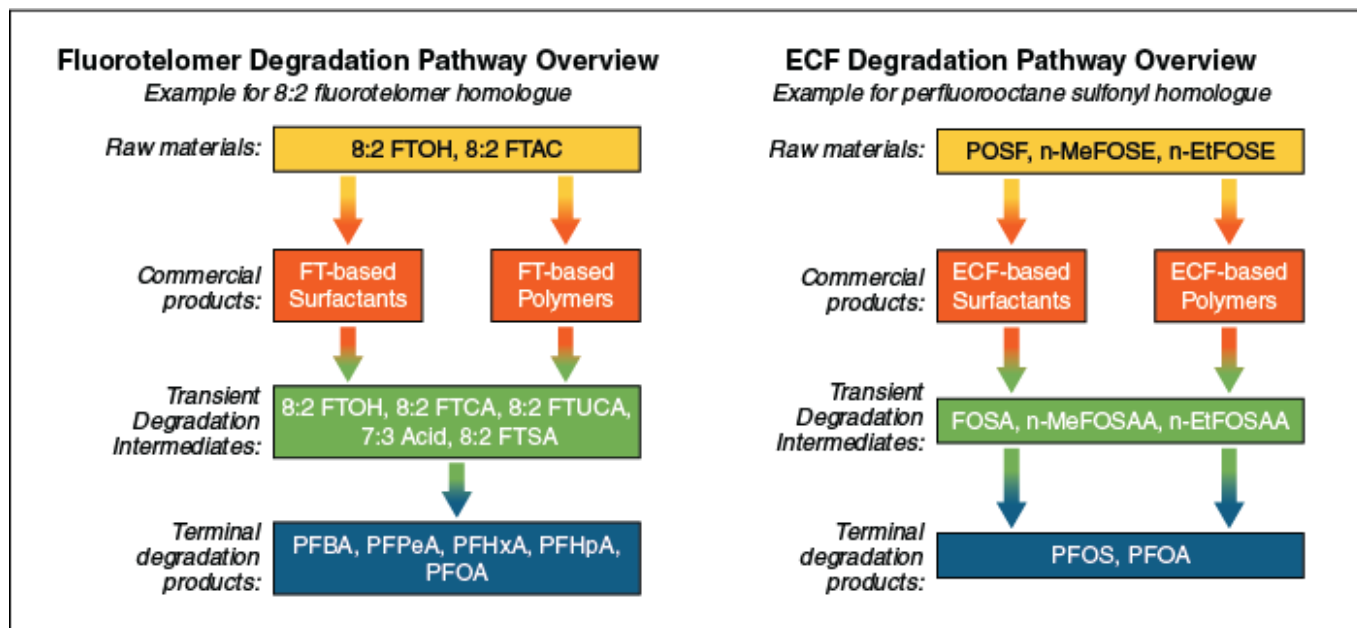 Fluorotelomer Degradation Pathway Overview
Example for 8:2 fluorotelomer homologue
Raw materials:
8:2 FTOH, 8:2 FTAC
Commercial
products:
FT-based
Surfactants
FT-based
Polymers
Transient
Degradation
Intermediates:
8:2 FTOH, 8:2 FTCA, 8:2 FTUCA,
7:3 Acid, 8:2 FTSA
Terminal
degradation
products:
PFBA, PFPeA, PFHxA, PFHpA,
PFOA
ECF Degradation Pathway Overview
Example for perfluorooctane sulfonyl homologue
Raw materials:
POSF, n-MeFOSE, n-EtFOSE
Commercial
products:
ECF-based
Surfactants
ECF-based
Polymers
Transient
Degradation
Intermediates:
FOSA, n-MeFOSAA, n-EtFOSAA
Terminal
degradation
products:
PFOS, PFOA